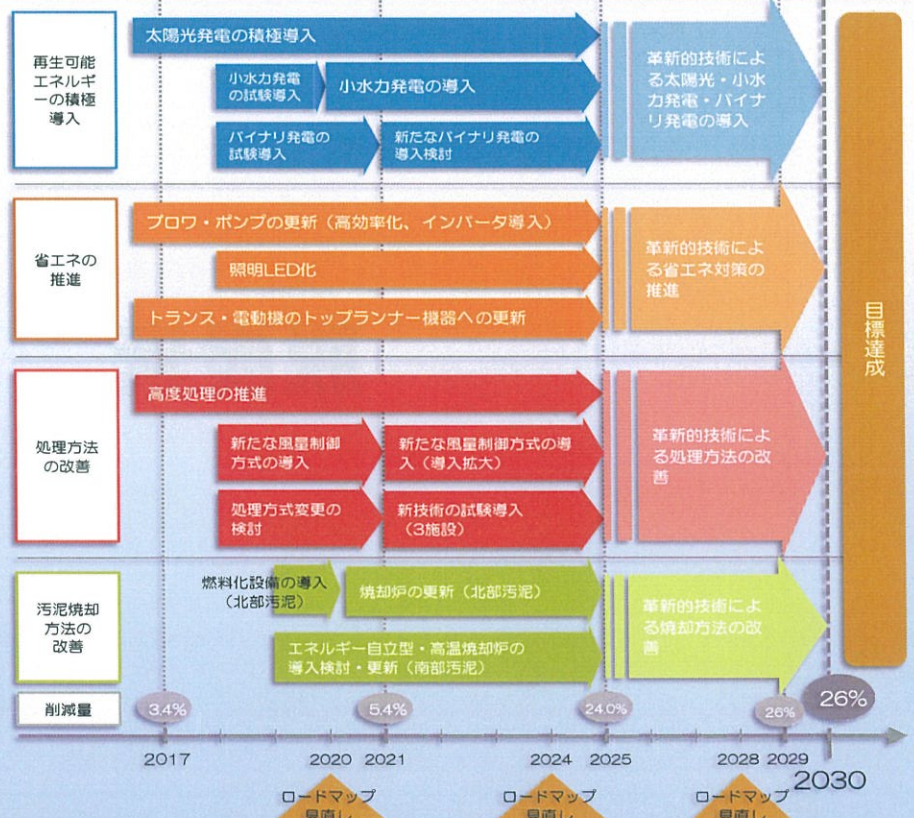 再生可能
エネルギ
ーの積極
導入
太陽光発電の積極導入
小水力発電
の試験導入
小水力発電の導入
バイナリ発電の
試験導入
新たなバイナリ発電の
導入検討
革新的技術によ
る太陽光・小水
力発電・バイナ
リ発電の導入
省エネの
推進
ブロワ・ポンプの更新（高効率化、インバータ導入）
照明LED化
トランス・電動機のトップランナー機器への更新
革新的技術によ
る省エネ対策の
推進
処理方法
の改善
高度処理の推進
新たな風量制御
方式の導入
新たな風量制御方式の導
入（導入拡大）
処理方式変更の
検討
新技術の試験導入
（3施設）
革新的技術によ
る処理方法の改
善
汚泥焼却
方法の
改善
燃料化設備の導入
（北部汚泥）
焼却炉の更新（北部汚泥）
エネルギー自立型・高温焼却炉の
導入検討・更新（南部汚泥）
革新的技術によ
る焼却方法の改
善
目標達成
削減量
3.4%
5.4%
24.0%
26%
26%
2017
2020
2021
2024
2025
2028
2029
2030
ロードマップ
見直し
ロードマップ
見直し
ロードマップ
見直し